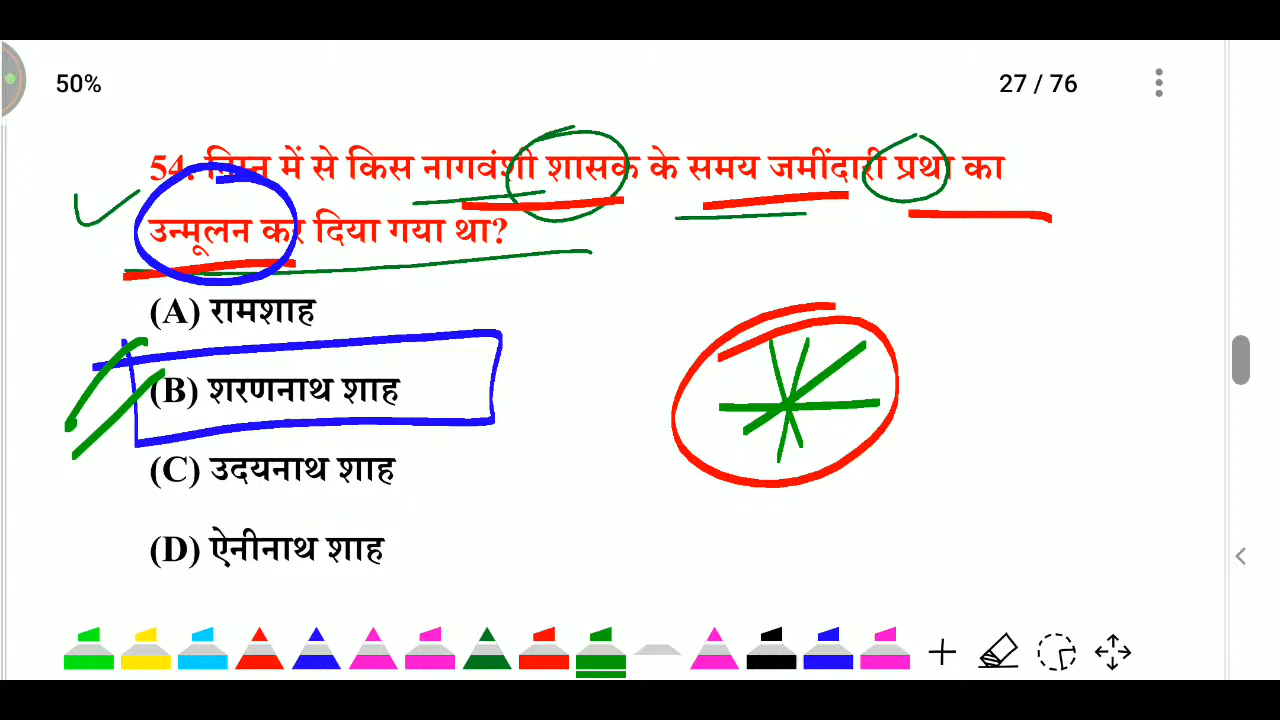 50%
27 / 76
54. निम्न में से किस नागवंशी शासक के समय जमींदारी प्रथा का
उन्मूलन कर दिया गया था?
(A) रामशाह
(B) शरणनाथ शाह
(C) उदयनाथ शाह
(D) ऐनीनाथ शाह